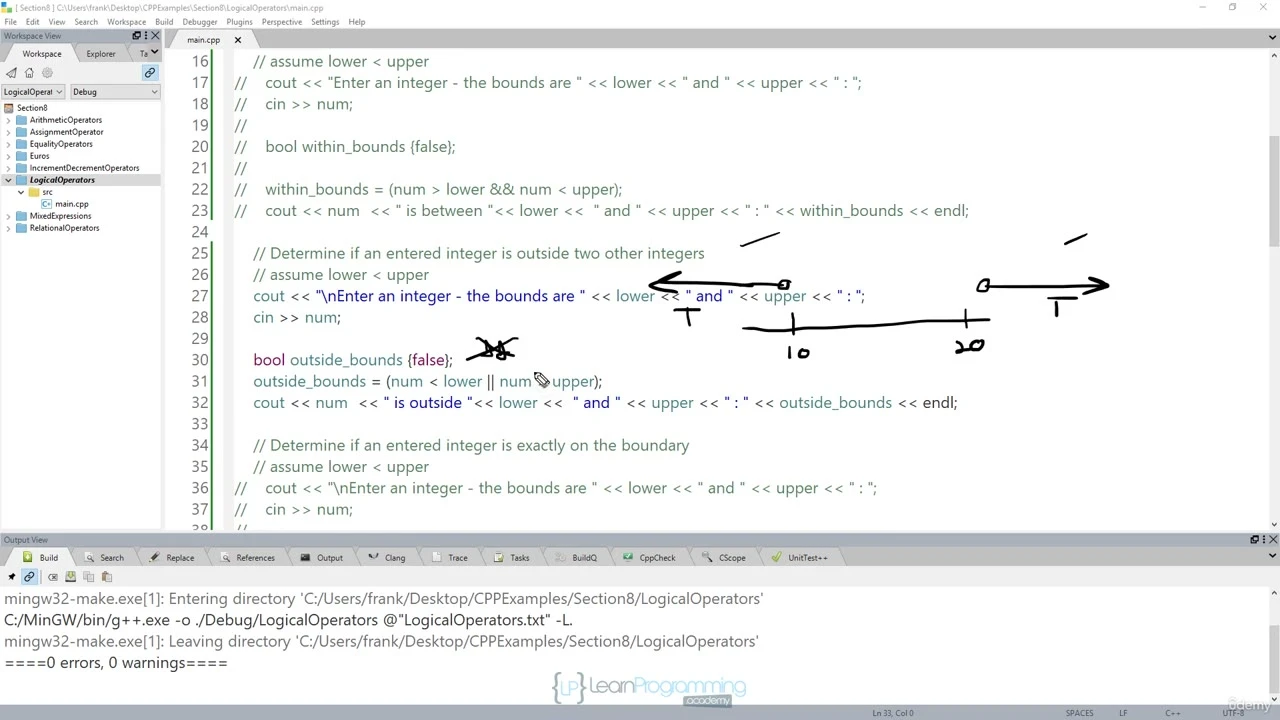 [ Section8 ] C:\Users\frank\Desktop\CPPExamples\Section8\LogicalOperators\main.cpp
File Edit View Search Workspace Build Debugger Plugins Perspective Settings Help
Workspace View
Workspace Explorer Ta
LogicalOperat Debug
Section8
ArithmeticOperators
AssignmentOperator
EqualityOperators
Euros
IncrementDecrementOperators
LogicalOperators
src
main.cpp
MixedExpressions
RelationalOperators
main.cpp
16 // assume lower < upper
17 // cout << "Enter an integer - the bounds are " << lower << " and " << upper << " : ";
18 // cin >> num;
19 //
20 // bool within_bounds {false};
21 //
22 // within_bounds = (num > lower && num < upper);
23 // cout << num << " is between "<< lower << " and " << upper << " : " << within_bounds << endl;
24
25 // Determine if an entered integer is outside two other integers
26 // assume lower < upper
27 cout << "\nEnter an integer - the bounds are " << lower << " and " << upper << " : ";
28 cin >> num;
29
30 bool outside_bounds {false};
31 outside_bounds = (num < lower || num upper);
32 cout << num << " is outside "<< lower << " and " << upper << " : " << outside_bounds << endl;
33
34 // Determine if an entered integer is exactly on the boundary
35 // assume lower < upper
36 // cout << "\nEnter an integer - the bounds are " << lower << " and " << upper << " : ";
37 // cin >> num;
38 //
T T
10 20
Output View
Build Search Replace References Output Clang Trace Tasks BuildQ CppCheck CScope UnitTest++
mingw32-make.exe[1]: Entering directory 'C:/Users/frank/Desktop/CPPExamples/Section8/LogicalOperators'
C:/MinGW/bin/g++.exe -o ./Debug/LogicalOperators @"LogicalOperators.txt" -L.
mingw32-make.exe[1]: Leaving directory 'C:/Users/frank/Desktop/CPPExamples/Section8/LogicalOperators'
====0 errors, 0 warnings====
{LP} LearnProgramming
academy
Ln 33, Col 0 SPACES LF C++ UTF-8
udemy